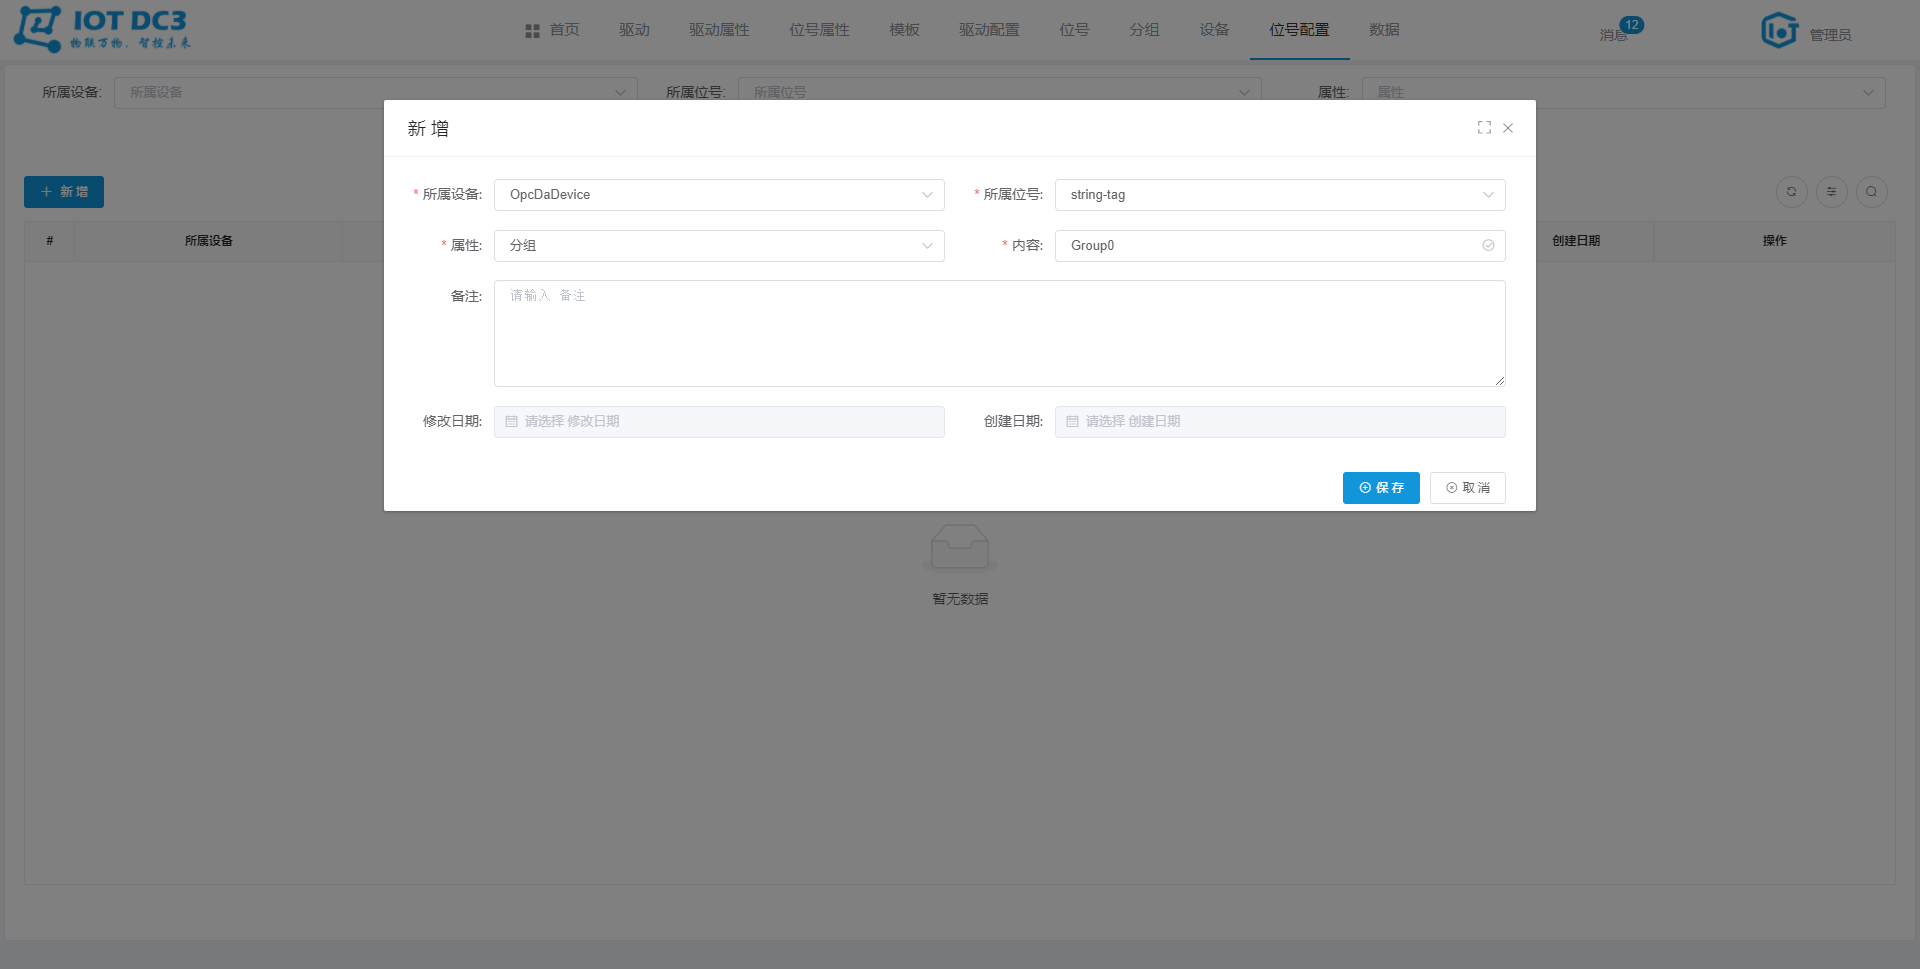 IOT DC3
物联万物，智控未来
首页
驱动
驱动属性
位号属性
模板
驱动配置
位号
分组
设备
位号配置
数据
消息
12
管理员
所属设备:
所属设备
所属位号:
所属位号
属性:
属性
新 增
* 所属设备:
OpcDaDevice
* 所属位号:
string-tag
* 属性:
分组
* 内容:
Group0
备注:
请输入 备注
修改日期:
请选择 修改日期
创建日期:
请选择 创建日期
保 存
取 消
新 增
#
所属设备
创建日期
操作
暂无数据